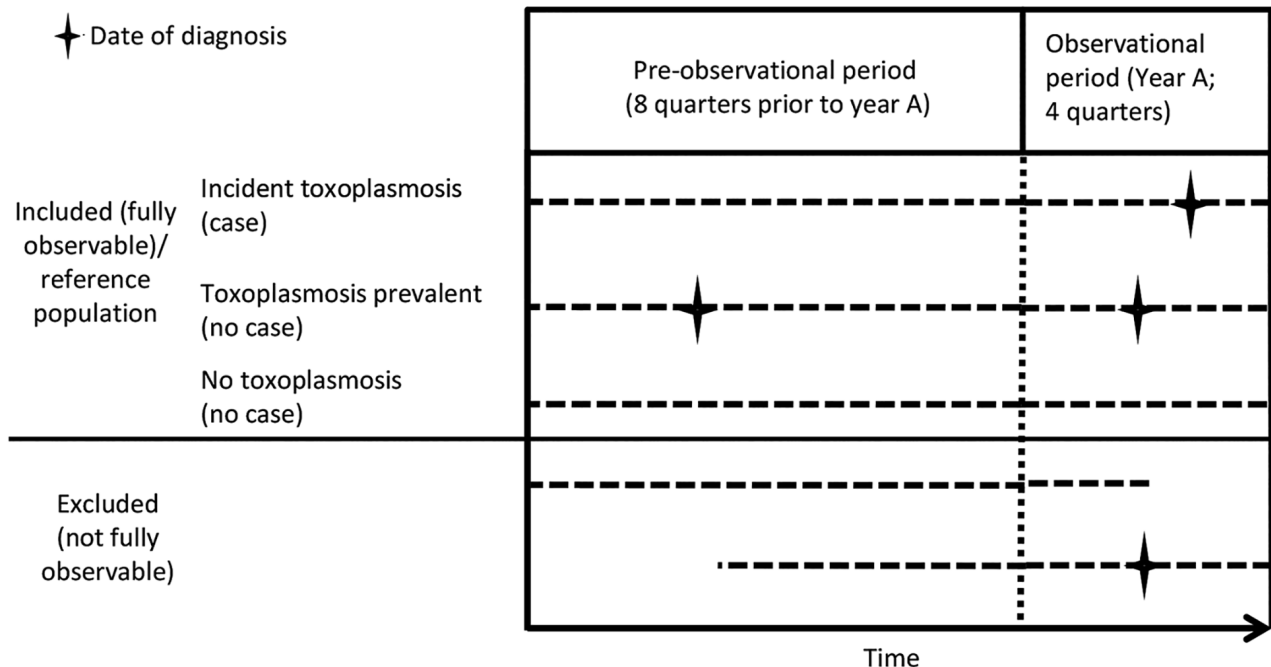 Date of diagnosis
Pre-observational period
(8 quarters prior to year A)
Observational
period (Year A;
4 quarters)
Included (fully
observable)/
reference
population
Incident toxoplasmosis
(case)
Toxoplasmosis prevalent
(no case)
No toxoplasmosis
(no case)
Excluded
(not fully
observable)
Time